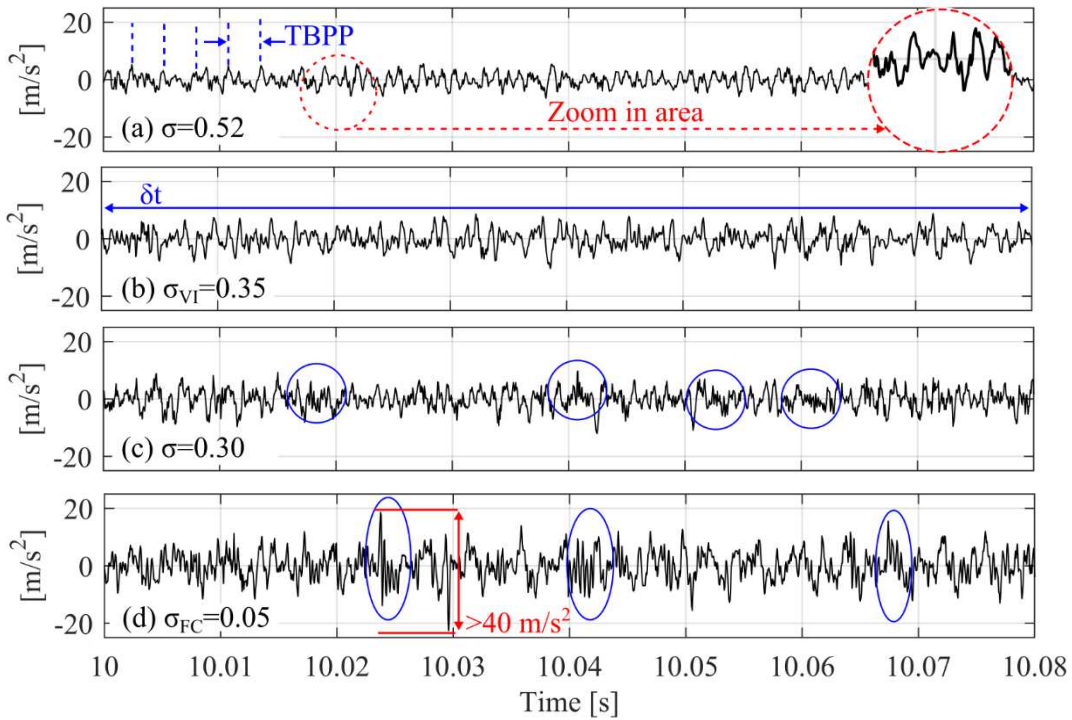 20
0
-20
[m/s²]
TBPP
Zoom in area
(a) σ=0.52
20
0
-20
[m/s²]
δt
(b) σ_VI=0.35
20
0
-20
[m/s²]
(c) σ=0.30
20
0
-20
[m/s²]
>40 m/s²
(d) σ_FC=0.05
10 10.01 10.02 10.03 10.04 10.05 10.06 10.07 10.08
Time [s]